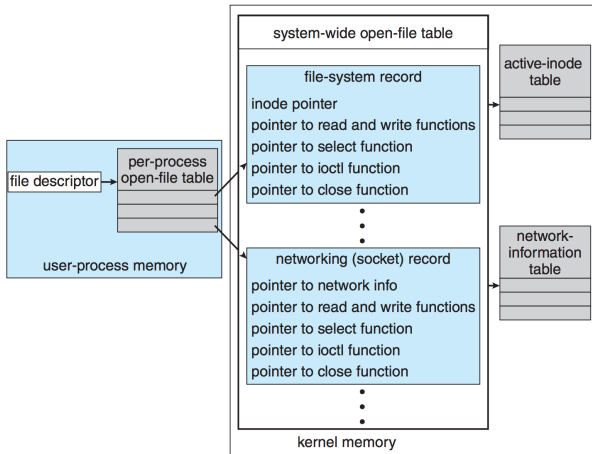 system-wide open-file table
file-system record
inode pointer
pointer to read and write functions
pointer to select function
pointer to ioctl function
pointer to close function
active-inode
table
per-process
open-file table
file descriptor
user-process memory
networking (socket) record
pointer to network info
pointer to read and write functions
pointer to select function
pointer to ioctl function
pointer to close function
network-
information
table
kernel memory